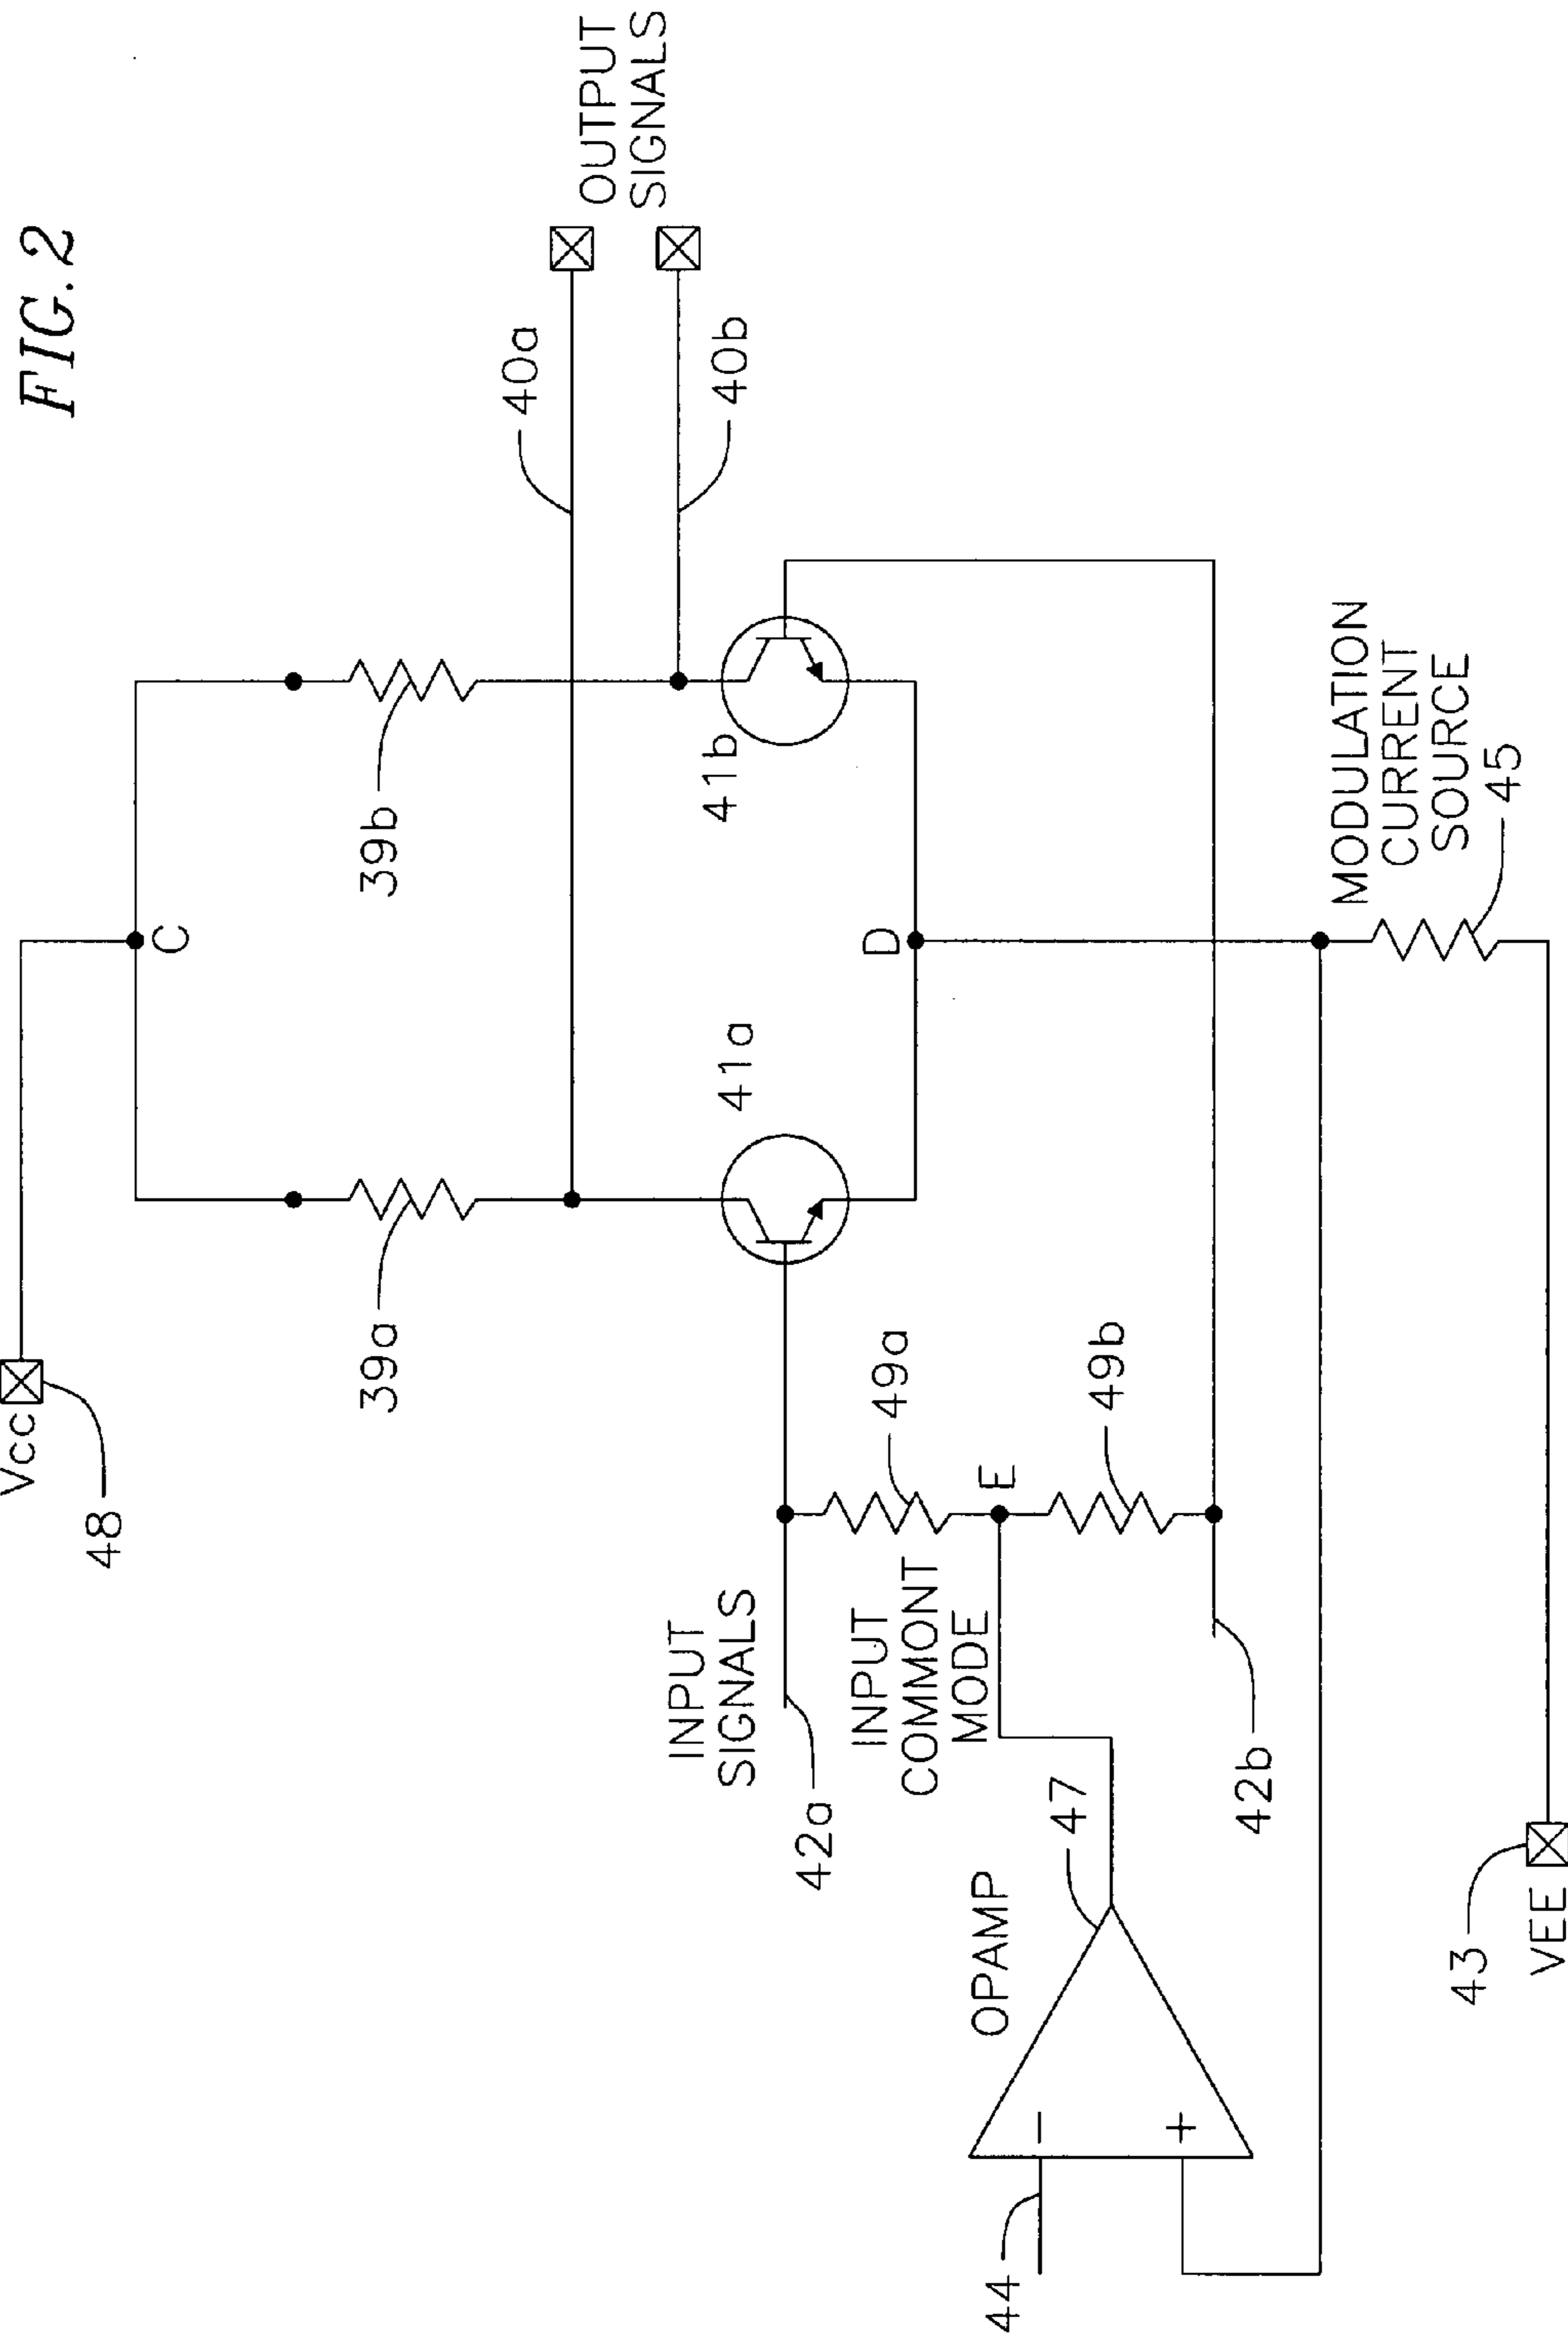 FIG. 2
Vcc
48
C
39a
39b
40a
40b
OUTPUT
SIGNALS
41a
41b
INPUT
SIGNALS
42a
49a
D
INPUT
COMMONT
MODE
E
49b
OPAMP
47
42b
-
+
44
MODULATION
CURRENT
SOURCE
45
43
VEE